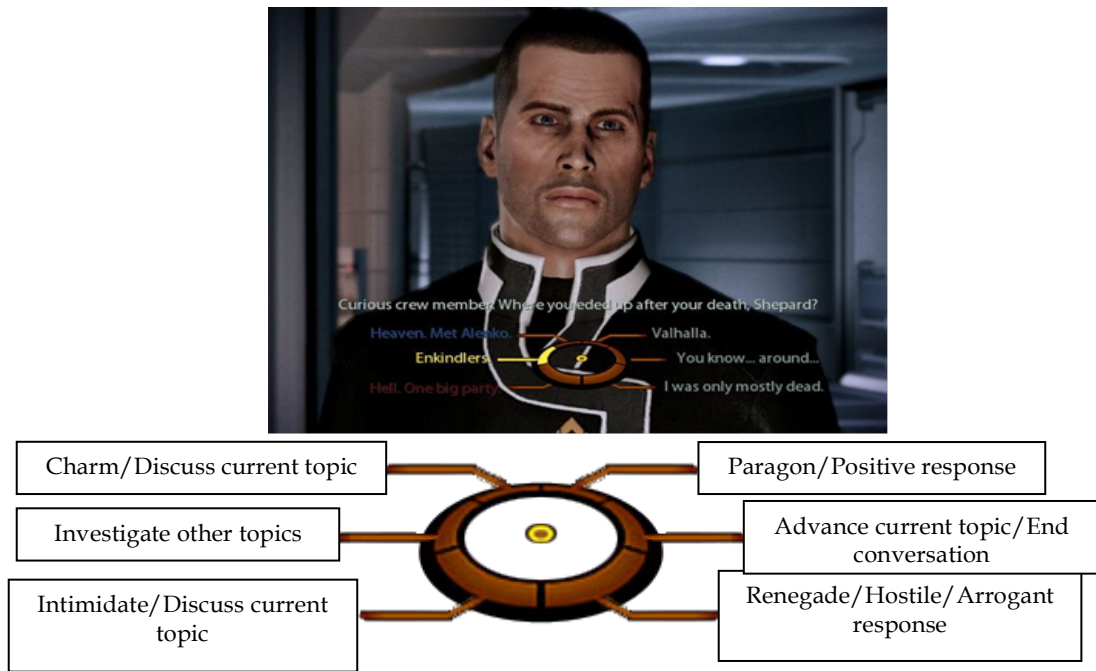 Curious crew member: Where you eded up after your death, Shepard?
Heaven. Met Alenko.
Valhalla.
Enkindlers
You know... around...
Hell. One big party.
I was only mostly dead.
Charm/Discuss current topic
Paragon/Positive response
Investigate other topics
Advance current topic/End
conversation
Intimidate/Discuss current
topic
Renegade/Hostile/Arrogant
response